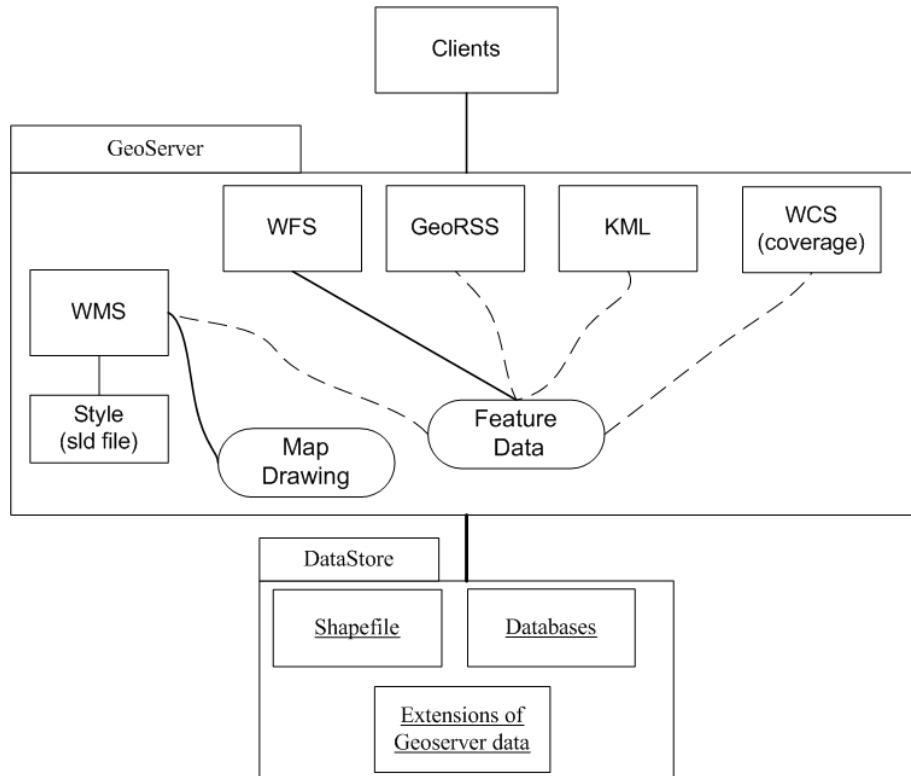 Clients
GeoServer
WFS
GeoRSS
KML
WCS
(coverage)
WMS
Style
(sld file)
Map
Drawing
Feature
Data
DataStore
Shapefile
Databases
Extensions of
Geoserver data